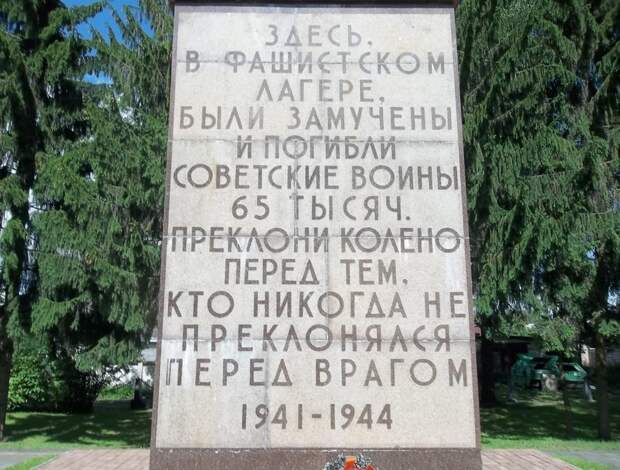 ЗДЕСЬ,
В ФАШИСТСКОМ
ЛАГЕРЕ,
БЫЛИ ЗАМУЧЕНЫ
И ПОГИБЛИ
СОВЕТСКИЕ ВОИНЫ
65 ТЫСЯЧ.
ПРЕКЛОНИ КОЛЕНО
ПЕРЕД ТЕМ,
КТО НИКОГДА НЕ
ПРЕКЛОНЯЛСЯ
ПЕРЕД ВРАГОМ
1941-1944